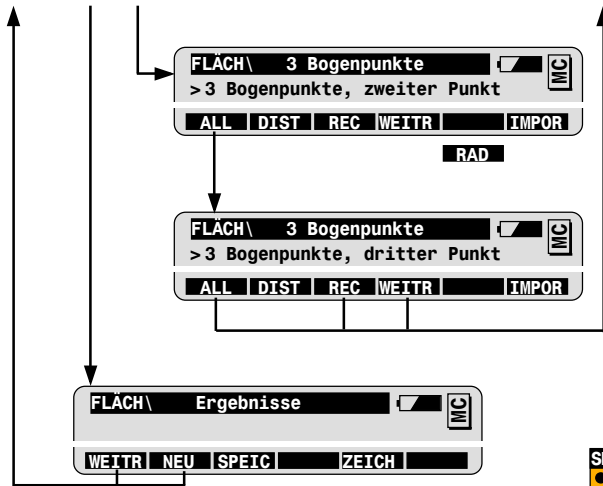 FLÄCH\ 3 Bogenpunkte MC
>3 Bogenpunkte, zweiter Punkt
ALL DIST REC WEITR IMPOR
RAD
FLÄCH\ 3 Bogenpunkte MC
>3 Bogenpunkte, dritter Punkt
ALL DIST REC WEITR IMPOR
FLÄCH\ Ergebnisse MC
WEITR NEU SPEIC ZEICH